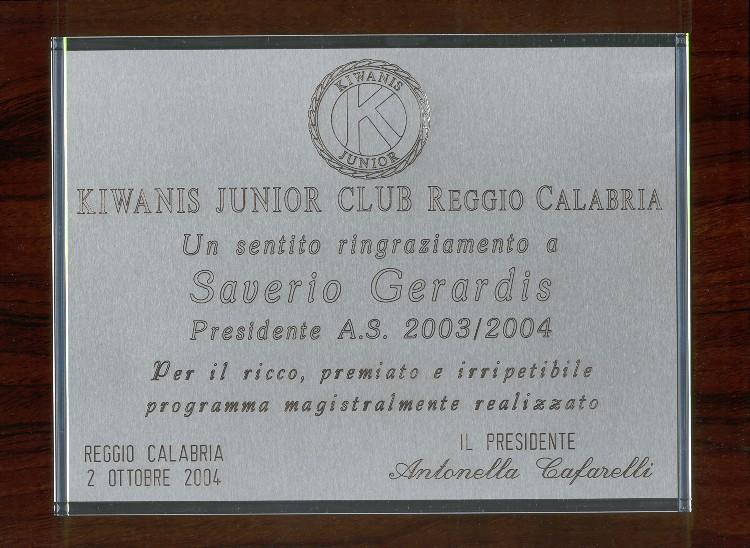 KIWANIS
K
JUNIOR
KIWANIS JUNIOR CLUB REGGIO CALABRIA
Un sentito ringraziamento a
Saverio Gerardis
Presidente A.S. 2003/2004
Per il ricco, premiato e irripetibile
programma magistralmente realizzato
REGGIO CALABRIA
2 OTTOBRE 2004
IL PRESIDENTE
Antonella Cafarelli